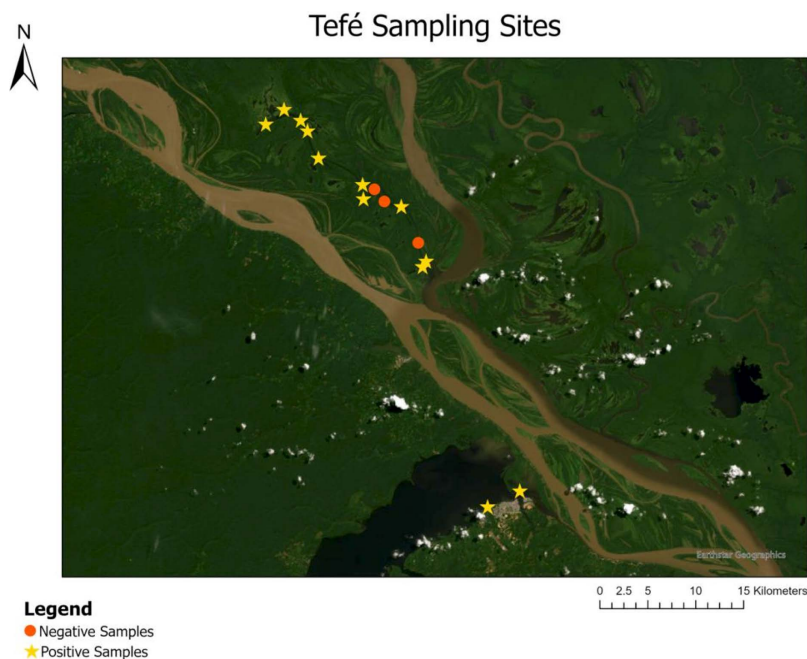 Tefé Sampling Sites
N
Earthstar Geographics
0 2.5 5 10 15 Kilometers
Legend
Negative Samples
Positive Samples